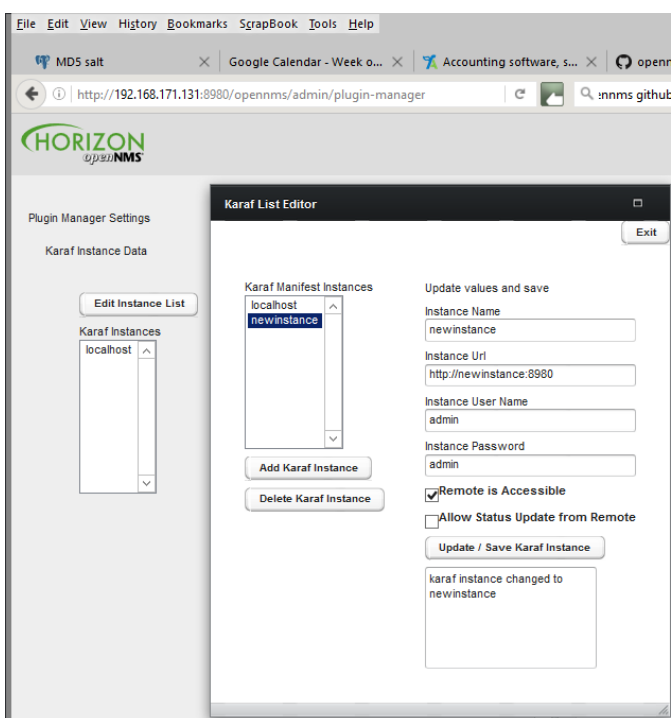 File Edit View History Bookmarks ScrapBook Tools Help
MD5 salt
Google Calendar - Week o...
Accounting software, s...
openn
http://192.168.171.131:8980/opennms/admin/plugin-manager
nnms github
HORIZON
openNMS
Karaf List Editor
Exit
Plugin Manager Settings
Karaf Instance Data
Edit Instance List
Karaf Instances
localhost
Karaf Manifest Instances
localhost
newinstance
Add Karaf Instance
Delete Karaf Instance
Update values and save
Instance Name
newinstance
Instance Url
http://newinstance:8980
Instance User Name
admin
Instance Password
admin
Remote is Accessible
Allow Status Update from Remote
Update / Save Karaf Instance
karaf instance changed to
newinstance